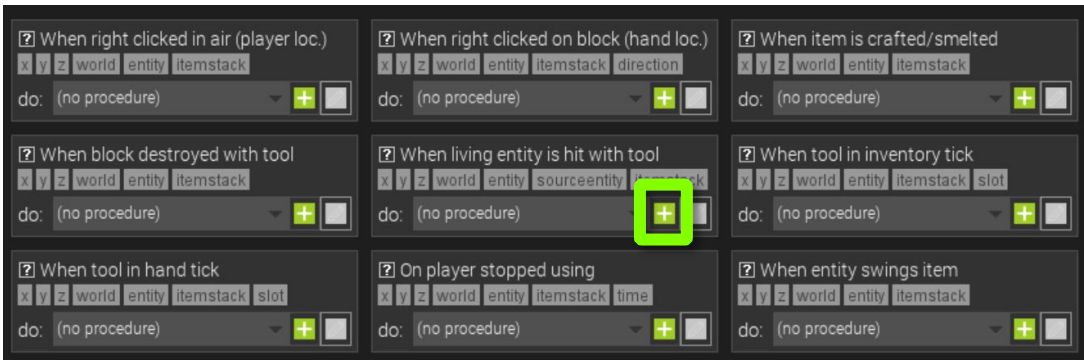 ? When right clicked in air (player loc.)
x y z world entity itemstack
do: (no procedure)
? When right clicked on block (hand loc.)
x y z world entity itemstack direction
do: (no procedure)
? When item is crafted/smelted
x y z world entity itemstack
do: (no procedure)
? When block destroyed with tool
x y z world entity itemstack
do: (no procedure)
? When living entity is hit with tool
x y z world entity sourceentity itemstack
do: (no procedure)
? When tool in inventory tick
x y z world entity itemstack slot
do: (no procedure)
? When tool in hand tick
x y z world entity itemstack slot
do: (no procedure)
? On player stopped using
x y z world entity itemstack time
do: (no procedure)
? When entity swings item
x y z world entity itemstack
do: (no procedure)